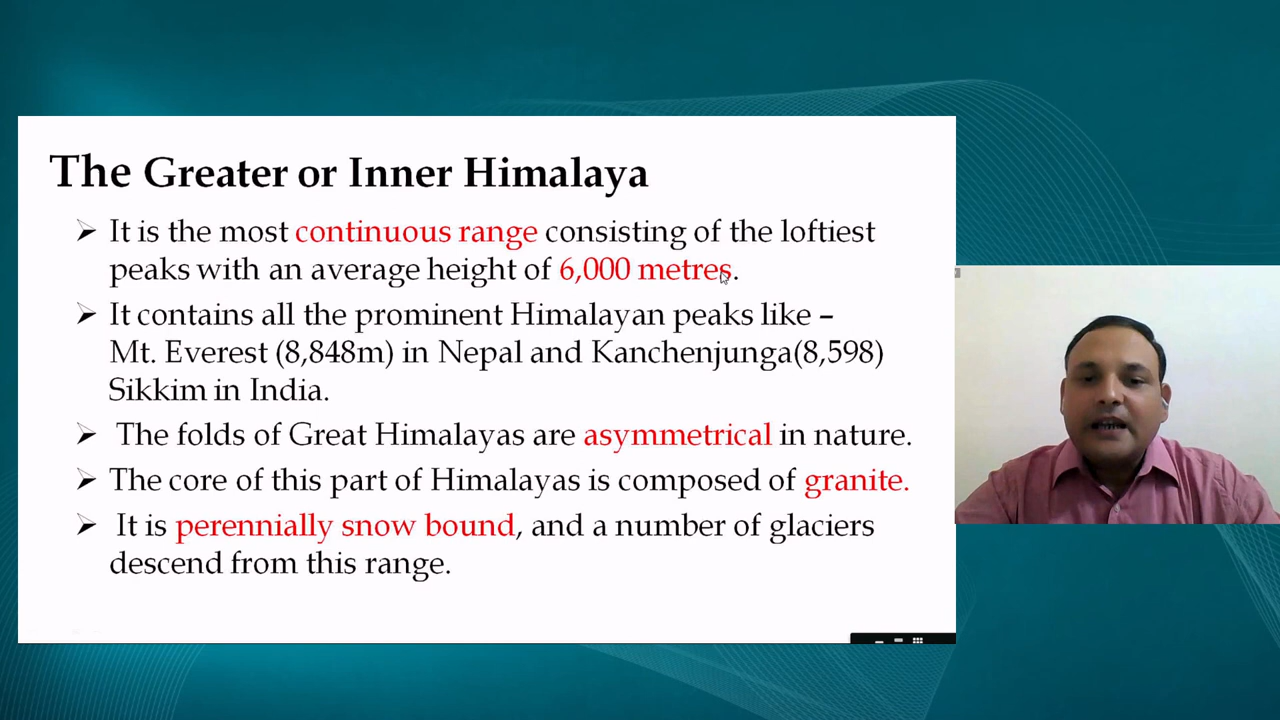 The Greater or Inner Himalaya
➢ It is the most continuous range consisting of the loftiest
peaks with an average height of 6,000 metres.
➢ It contains all the prominent Himalayan peaks like –
Mt. Everest (8,848m) in Nepal and Kanchenjunga(8,598)
Sikkim in India.
➢ The folds of Great Himalayas are asymmetrical in nature.
➢ The core of this part of Himalayas is composed of granite.
➢ It is perennially snow bound, and a number of glaciers
descend from this range.